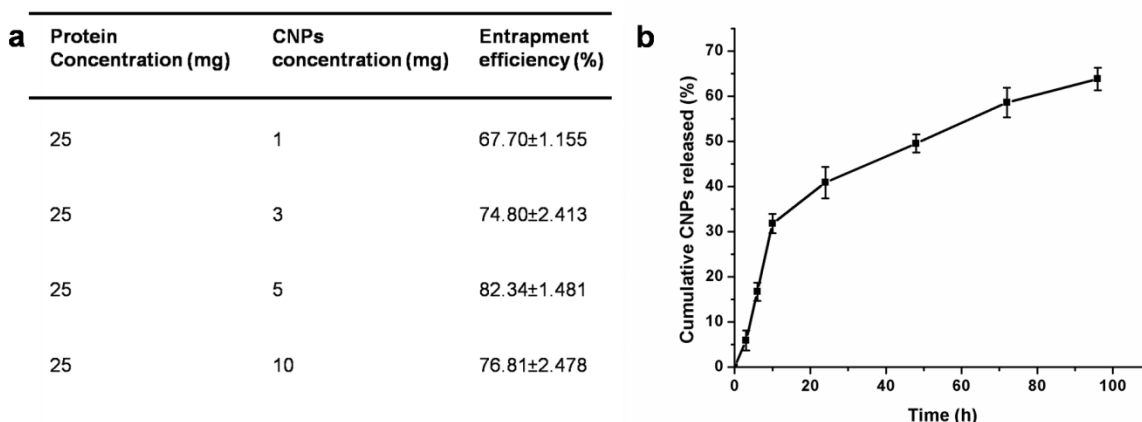 a
Protein Concentration (mg)
CNPs concentration (mg)
Entrapment efficiency (%)
25 1 67.70±1.155
25 3 74.80±2.413
25 5 82.34±1.481
25 10 76.81±2.478
b
Cumulative CNPs released (%)
70
60
50
40
30
20
10
0
0 20 40 60 80 100
Time (h)